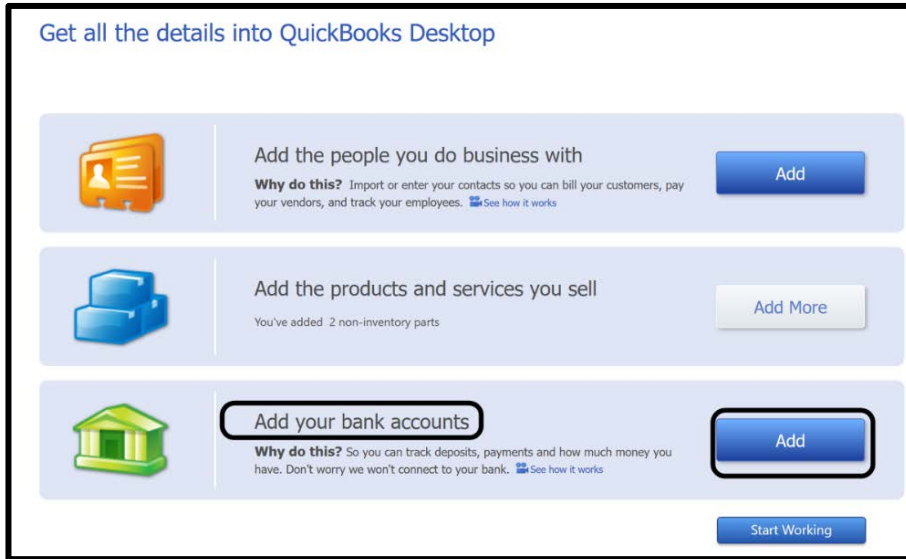 Get all the details into QuickBooks Desktop
Add the people you do business with
Why do this? Import or enter your contacts so you can bill your customers, pay
your vendors, and track your employees. See how it works
Add
Add the products and services you sell
You've added 2 non-inventory parts
Add More
Add your bank accounts
Why do this? So you can track deposits, payments and how much money you
have. Don't worry we won't connect to your bank. See how it works
Add
Start Working